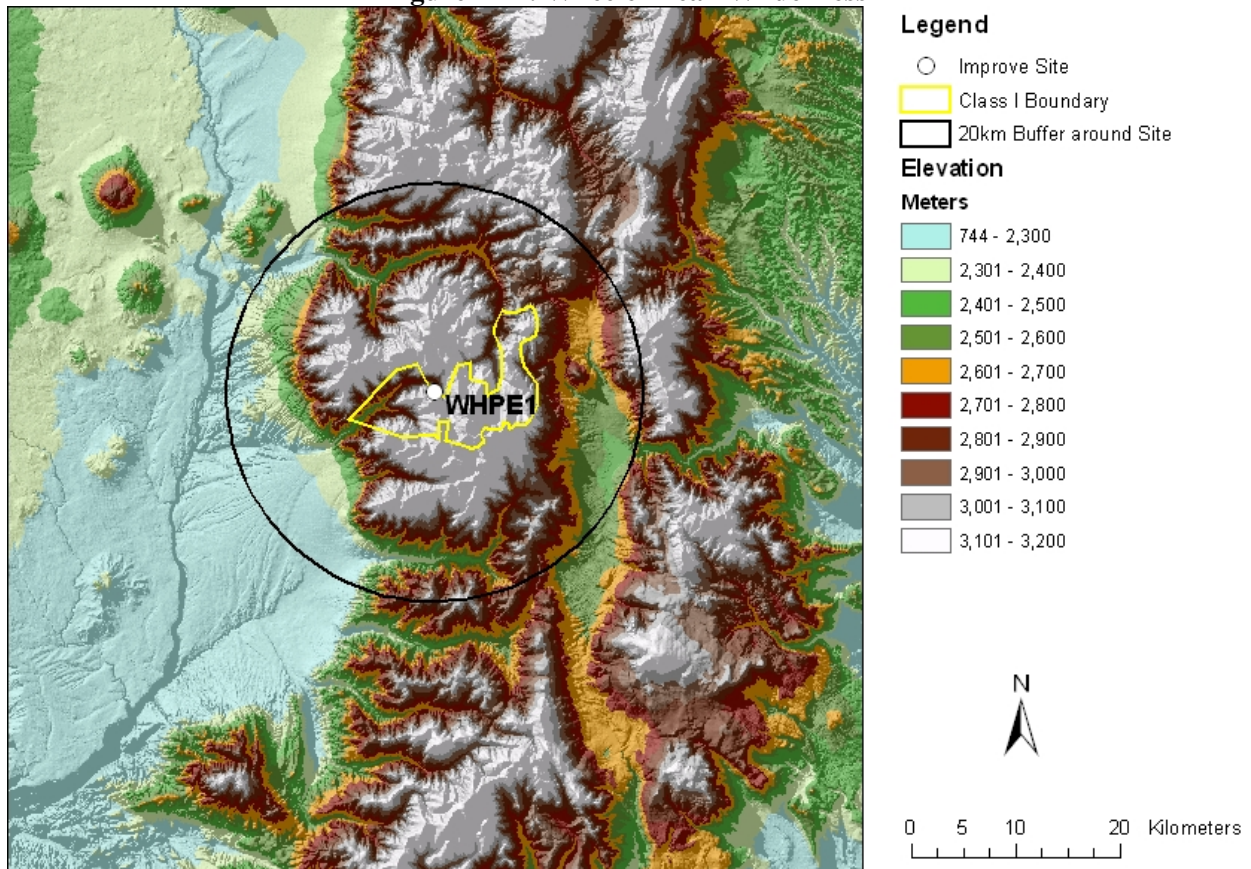 Legend
Improve Site
Class I Boundary
20km Buffer around Site
Elevation
Meters
744 - 2,300
2,301 - 2,400
2,401 - 2,500
2,501 - 2,600
2,601 - 2,700
2,701 - 2,800
2,801 - 2,900
2,901 - 3,000
3,001 - 3,100
3,101 - 3,200
WHPE1
N
0 5 10 20 Kilometers